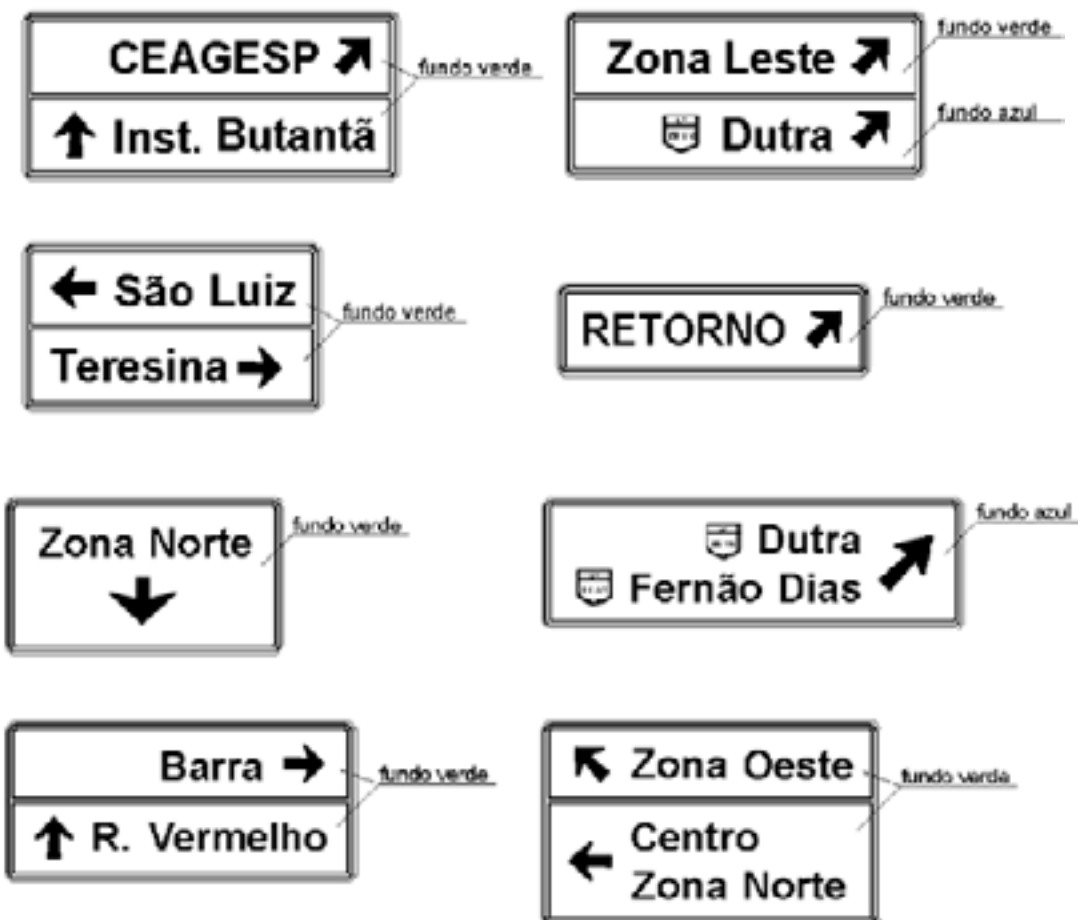 CEAGESP
Inst. Butantã
fundo verde
Zona Leste
Dutra
fundo verde
fundo azul
São Luiz
Teresina
fundo verde
RETORNO
fundo verde
Zona Norte
fundo verde
Dutra
Fernão Dias
fundo azul
Barra
R. Vermelho
fundo verde
Zona Oeste
Centro
Zona Norte
fundo verde